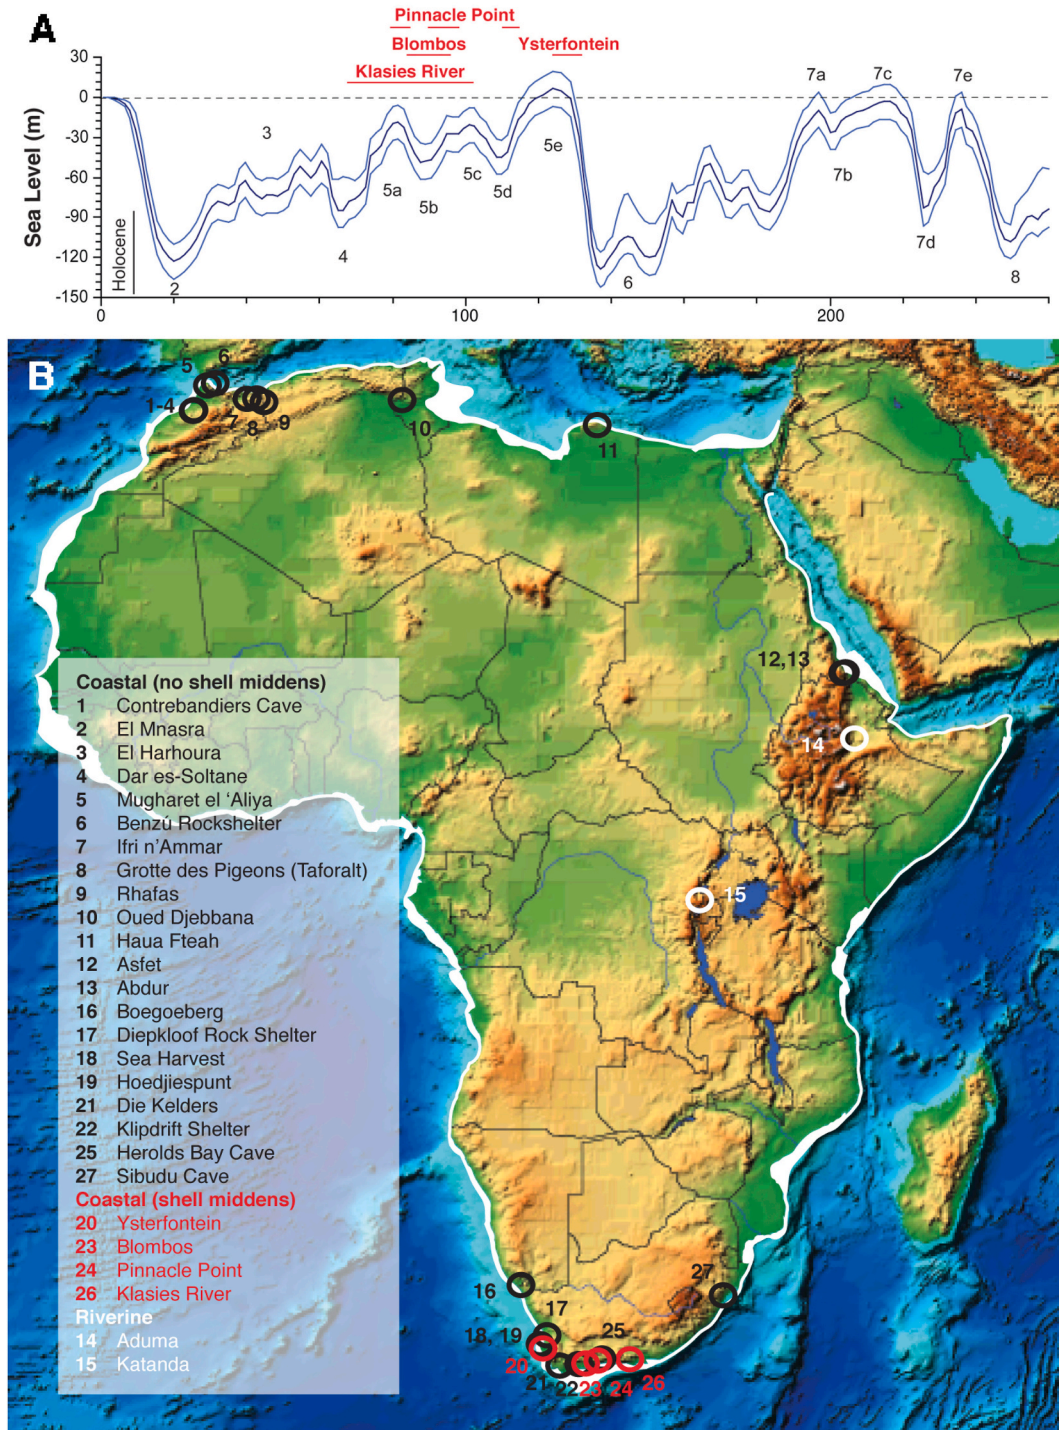 A
Pinnacle Point
Blombos
Ysterfontein
Klasies River
Sea Level (m)
30
0
-30
-60
-90
-120
-150
Holocene
2
3
4
5a
5b
5c
5d
5e
6
7a
7b
7c
7d
7e
8
0
100
200
B
5
6
1-4
7
8
9
10
11
12,13
14
15
Coastal (no shell middens)
1 Contrebandiers Cave
2 El Mnasra
3 El Harhoura
4 Dar es-Soltane
5 Mugharet el ‘Aliya
6 Benzú Rockshelter
7 Ifri n’Ammar
8 Grotte des Pigeons (Taforalt)
9 Rhafas
10 Oued Djebbana
11 Haua Fteah
12 Asfet
13 Abdur
16 Boegoeberg
17 Diepkloof Rock Shelter
18 Sea Harvest
19 Hoedjiespunt
21 Die Kelders
22 Klipdrift Shelter
25 Herolds Bay Cave
27 Sibudu Cave
Coastal (shell middens)
20 Ysterfontein
23 Blombos
24 Pinnacle Point
26 Klasies River
Riverine
14 Aduma
15 Katanda
16
27
17
18, 19
25
20
21
22
23
24
26